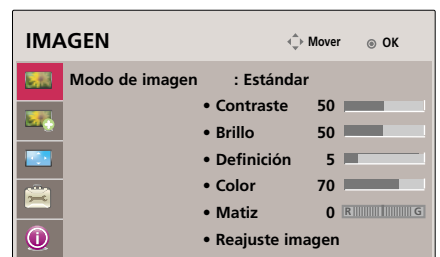 IMAGEN Mover OK
Modo de imagen : Estándar
• Contraste 50
• Brillo 50
• Definición 5
• Color 70
• Matiz 0 R G
• Reajuste imagen